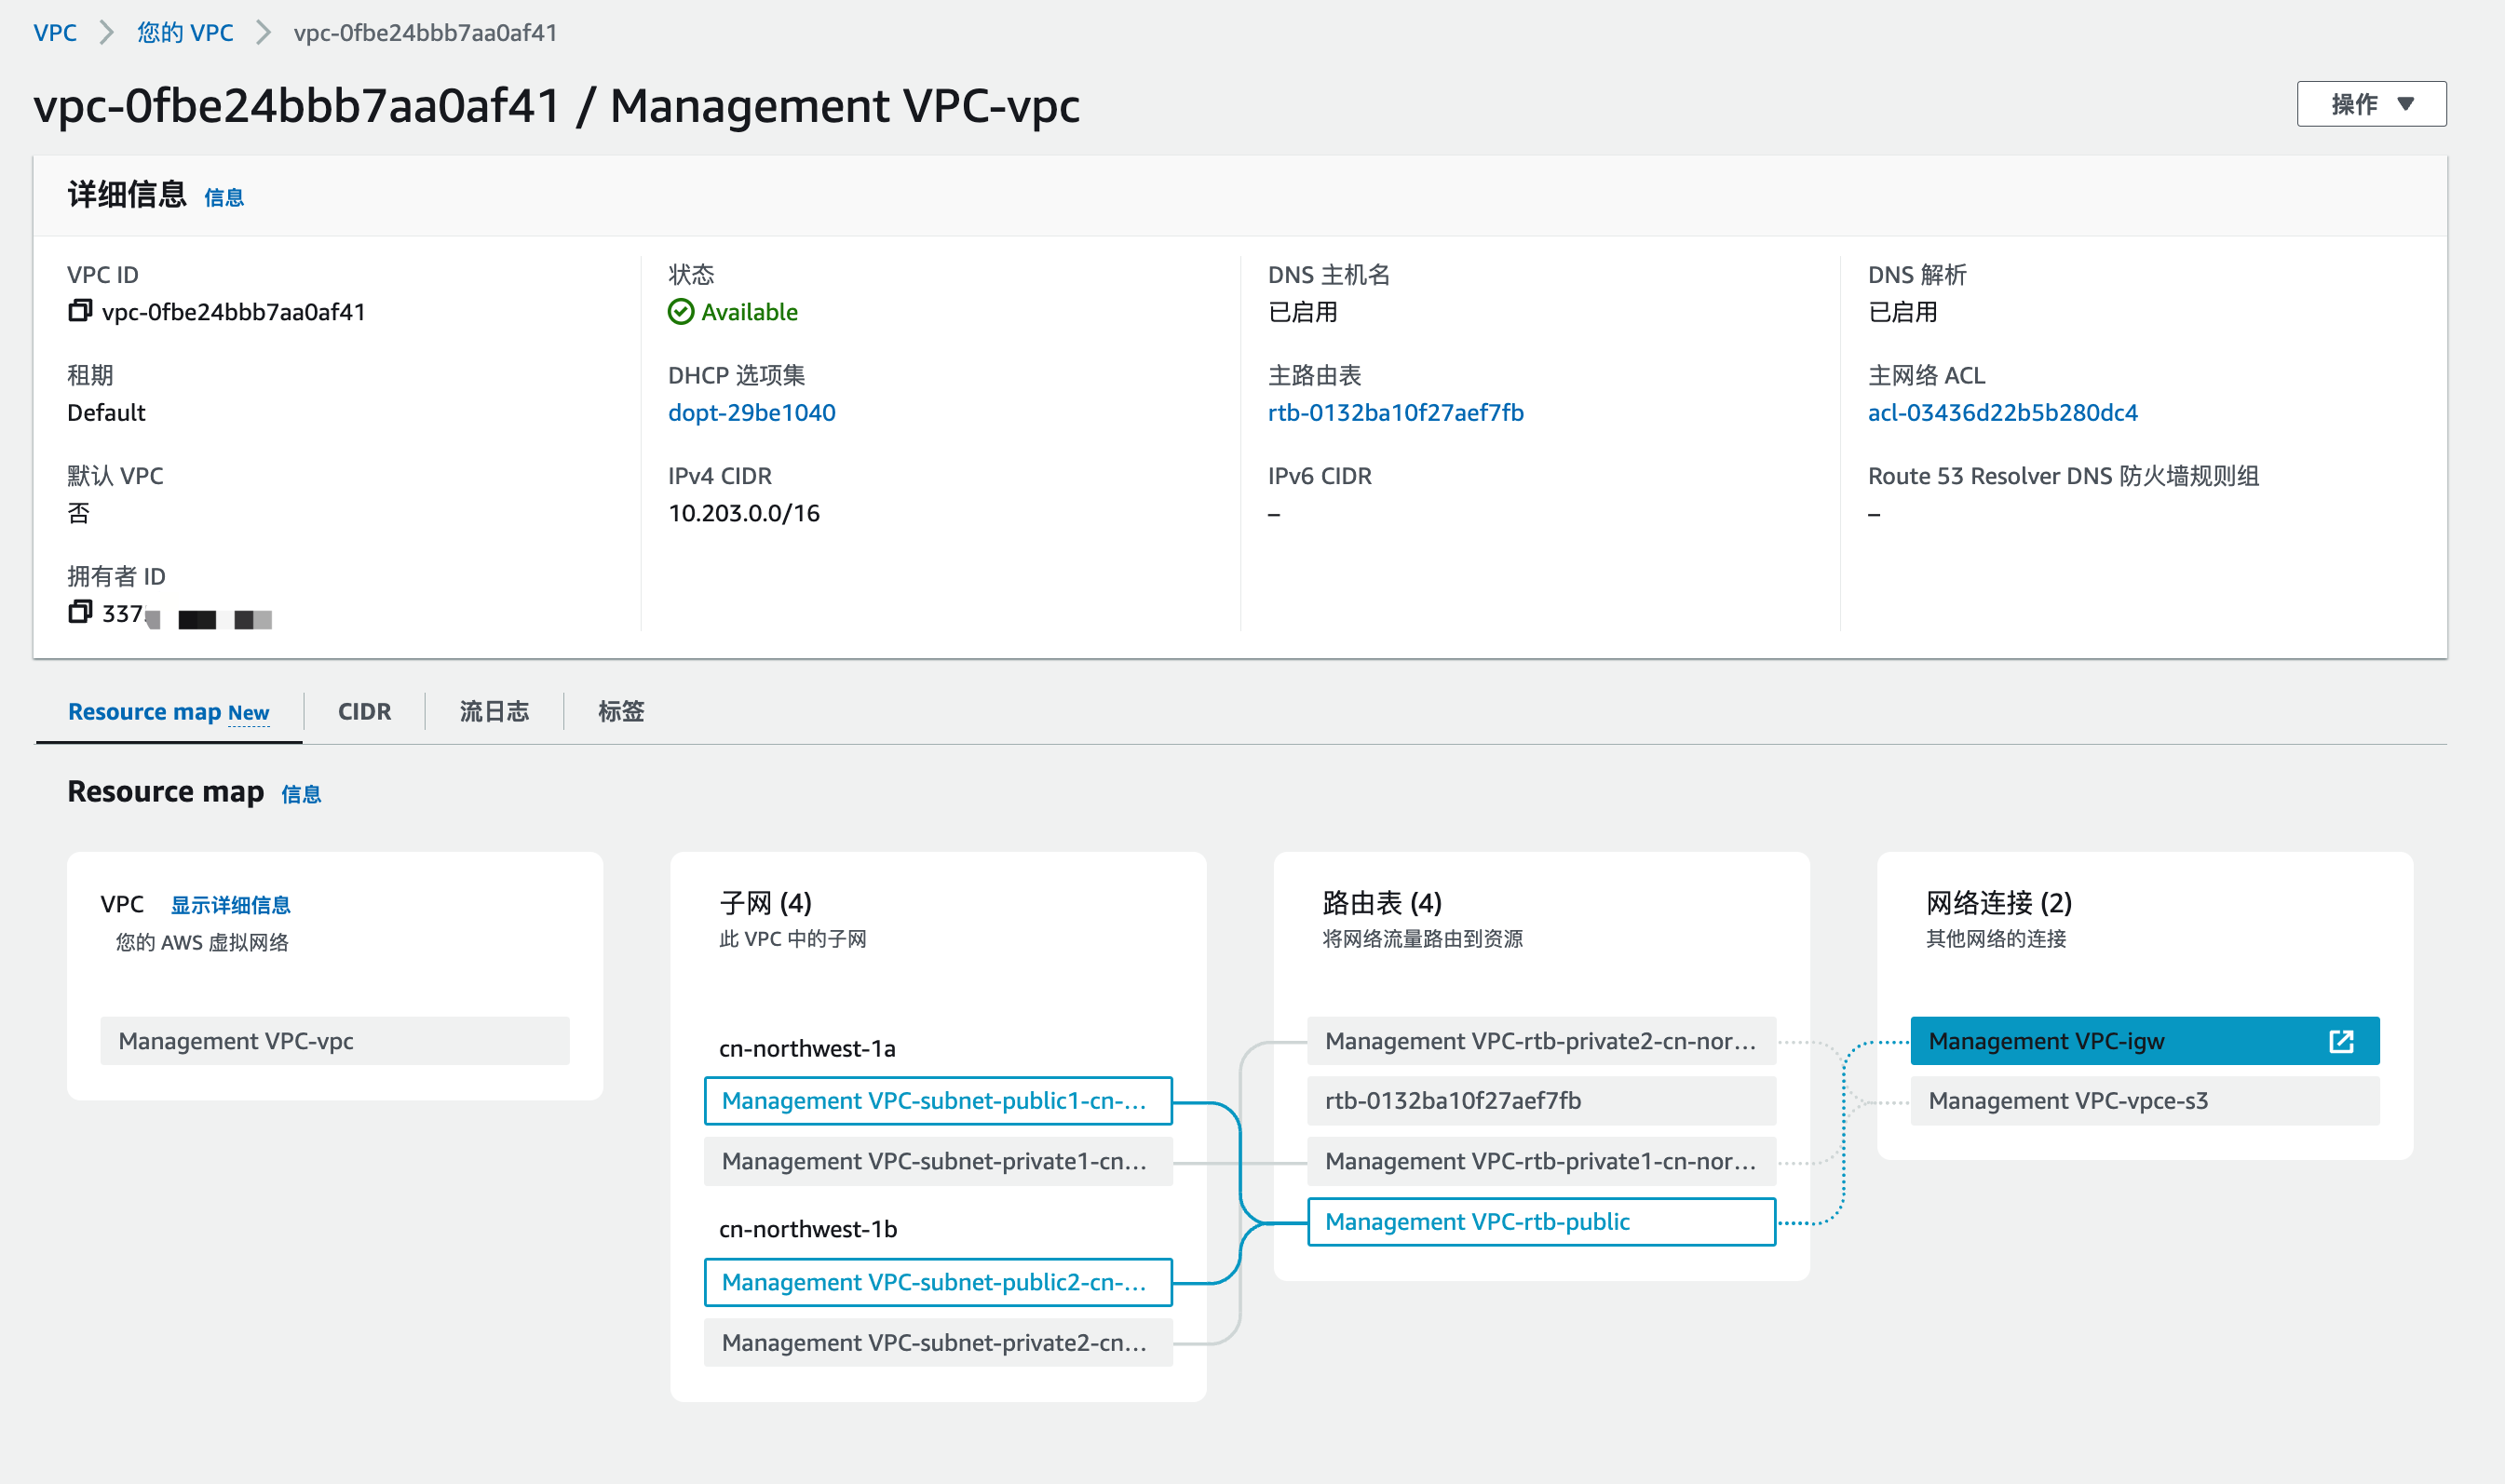 VPC 您的 VPC vpc-0fbe24bbb7aa0af41
vpc-0fbe24bbb7aa0af41 / Management VPC-vpc
操作
详细信息 信息
VPC ID
vpc-0fbe24bbb7aa0af41
状态
Available
DNS 主机名
已启用
DNS 解析
已启用
租期
Default
DHCP 选项集
dopt-29be1040
主路由表
rtb-0132ba10f27aef7fb
主网络 ACL
acl-03436d22b5b280dc4
默认 VPC
否
IPv4 CIDR
10.203.0.0/16
IPv6 CIDR
–
Route 53 Resolver DNS 防火墙规则组
–
拥有者 ID
337
Resource map New
CIDR
流日志
标签
Resource map 信息
VPC 显示详细信息
您的 AWS 虚拟网络
Management VPC-vpc
子网 (4)
此 VPC 中的子网
cn-northwest-1a
Management VPC-subnet-public1-cn-...
Management VPC-subnet-private1-cn...
cn-northwest-1b
Management VPC-subnet-public2-cn-...
Management VPC-subnet-private2-cn...
路由表 (4)
将网络流量路由到资源
Management VPC-rtb-private2-cn-nor...
rtb-0132ba10f27aef7fb
Management VPC-rtb-private1-cn-nor...
Management VPC-rtb-public
网络连接 (2)
其他网络的连接
Management VPC-igw
Management VPC-vpce-s3